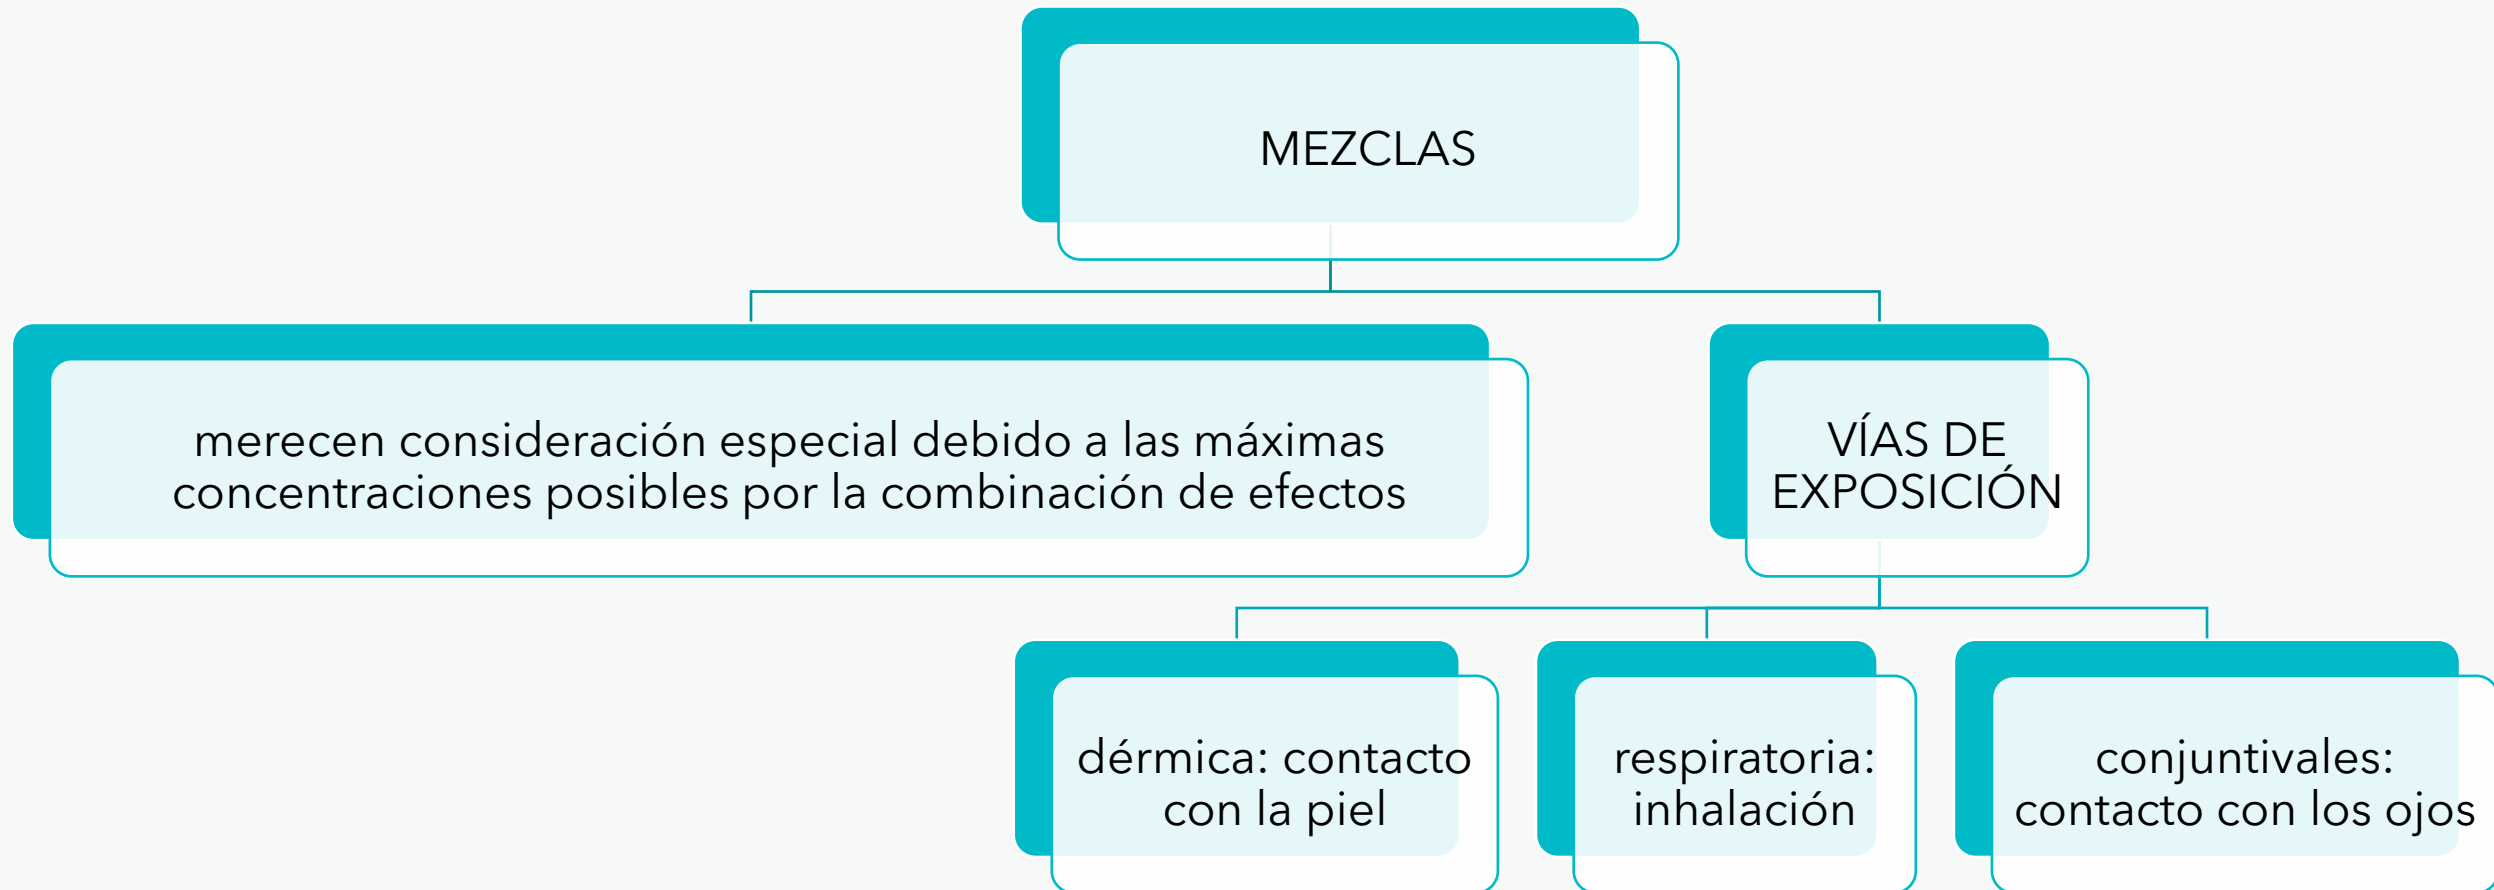 MEZCLAS
merecen consideración especial debido a las máximas
concentraciones posibles por la combinación de efectos
VÍAS DE
EXPOSICIÓN
dérmica: contacto
con la piel
respiratoria:
inhalación
conjuntivales:
contacto con los ojos